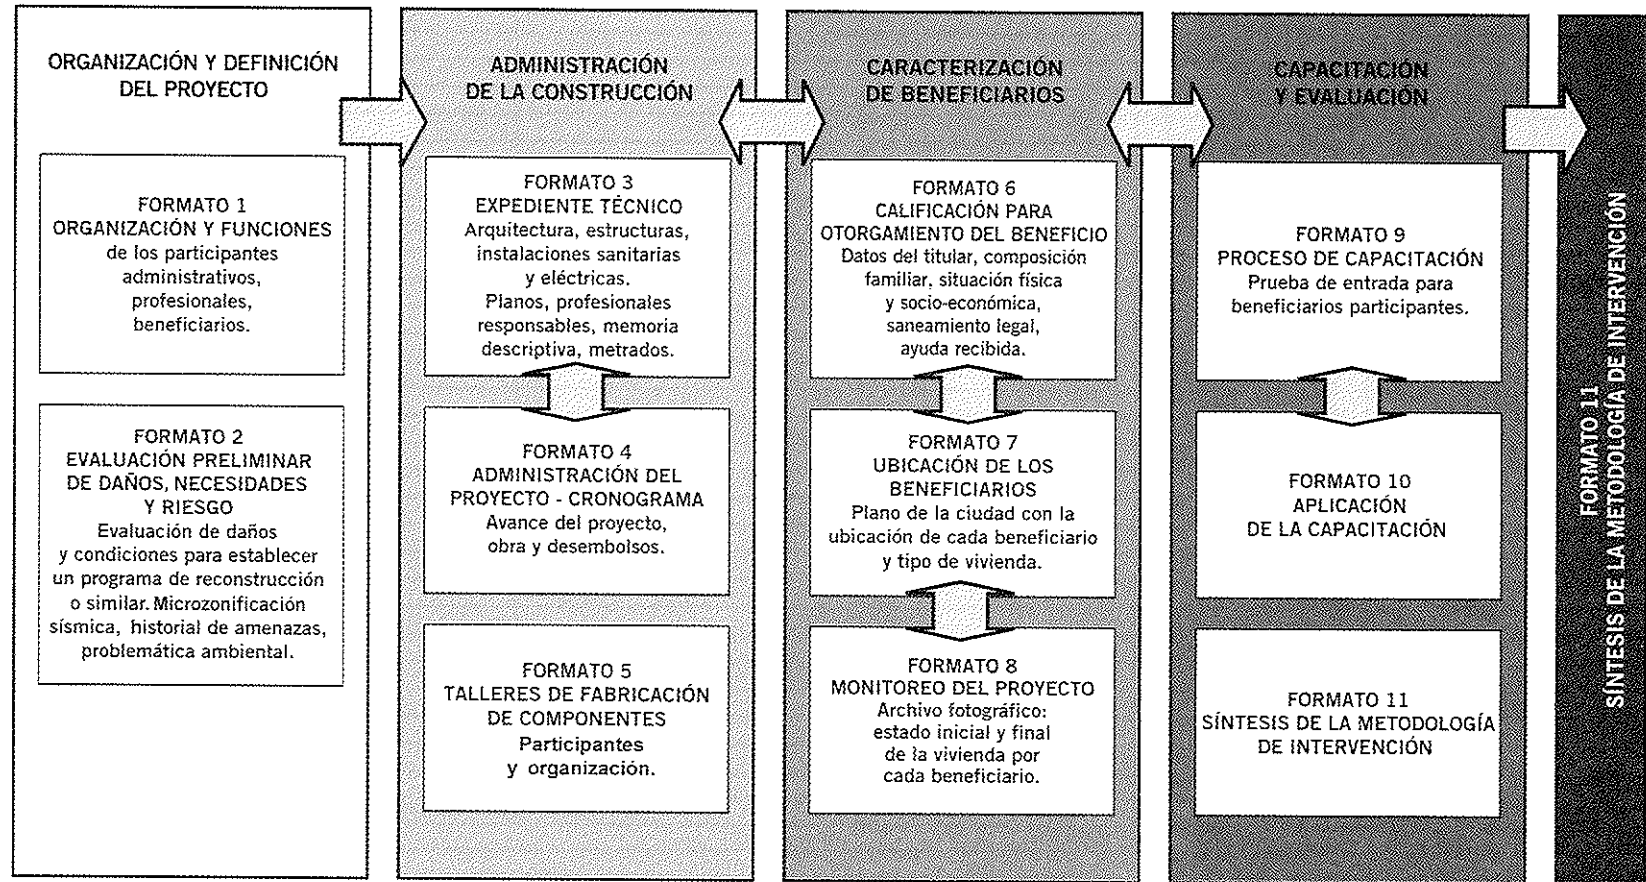 ORGANIZACIÓN Y DEFINICIÓN
DEL PROYECTO
FORMATO 1
ORGANIZACIÓN Y FUNCIONES
de los participantes
administrativos,
profesionales,
beneficiarios.
FORMATO 2
EVALUACIÓN PRELIMINAR
DE DAÑOS, NECESIDADES
Y RIESGO
Evaluación de daños
y condiciones para establecer
un programa de reconstrucción
o similar. Microzonificación
sísmica, historial de amenazas,
problemática ambiental.
ADMINISTRACIÓN
DE LA CONSTRUCCIÓN
FORMATO 3
EXPEDIENTE TÉCNICO
Arquitectura, estructuras,
instalaciones sanitarias
y eléctricas.
Planos, profesionales
responsables, memoria
descriptiva, metrados.
FORMATO 4
ADMINISTRACIÓN DEL
PROYECTO - CRONOGRAMA
Avance del proyecto,
obra y desembolsos.
FORMATO 5
TALLERES DE FABRICACIÓN
DE COMPONENTES
Participantes
y organización.
CARACTERIZACIÓN
DE BENEFICIARIOS
FORMATO 6
CALIFICACIÓN PARA
OTORGAMIENTO DEL BENEFICIO
Datos del titular, composición
familiar, situación física
y socio-económica,
saneamiento legal,
ayuda recibida.
FORMATO 7
UBICACIÓN DE LOS
BENEFICIARIOS
Plano de la ciudad con la
ubicación de cada beneficiario
y tipo de vivienda.
FORMATO 8
MONITOREO DEL PROYECTO
Archivo fotográfico:
estado inicial y final
de la vivienda por
cada beneficiario.
CAPACITACIÓN
Y EVALUACIÓN
FORMATO 9
PROCESO DE CAPACITACIÓN
Prueba de entrada para
beneficiarios participantes.
FORMATO 10
APLICACIÓN
DE LA CAPACITACIÓN
FORMATO 11
SÍNTESIS DE LA METODOLOGÍA
DE INTERVENCIÓN
FORMATO 11
SÍNTESIS DE LA METODOLOGÍA DE INTERVENCIÓN